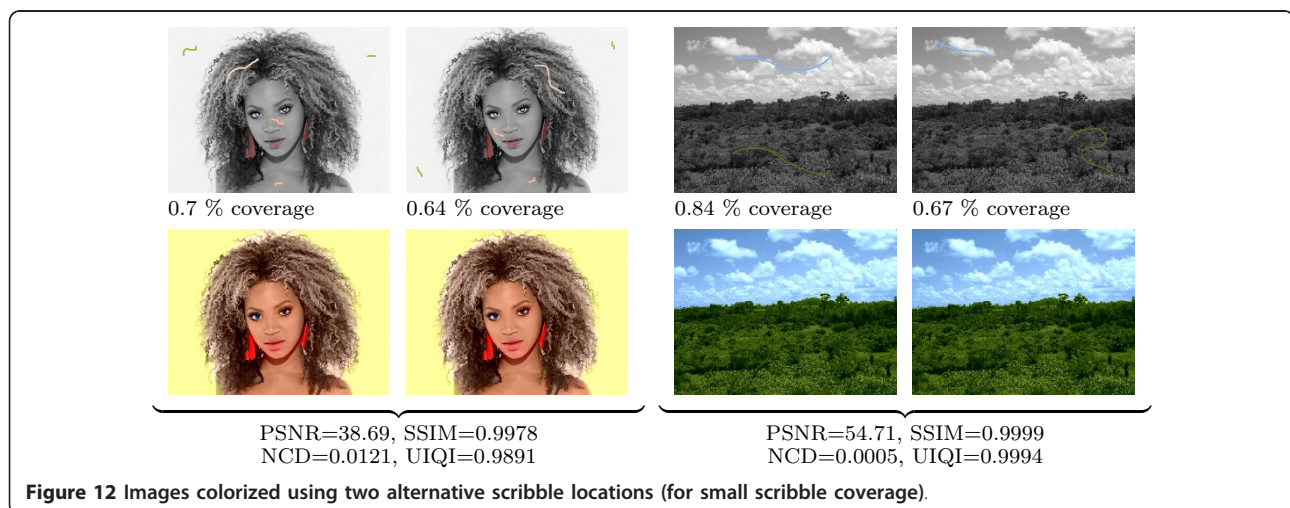 0.7 % coverage
0.64 % coverage
0.84 % coverage
0.67 % coverage
PSNR=38.69, SSIM=0.9978
NCD=0.0121, UIQI=0.9891
PSNR=54.71, SSIM=0.9999
NCD=0.0005, UIQI=0.9994
Figure 12 Images colorized using two alternative scribble locations (for small scribble coverage).